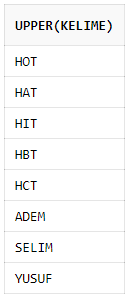 UPPER(KELIME)
HOT
HAT
HIT
HBT
HCT
ADEM
SELIM
YUSUF